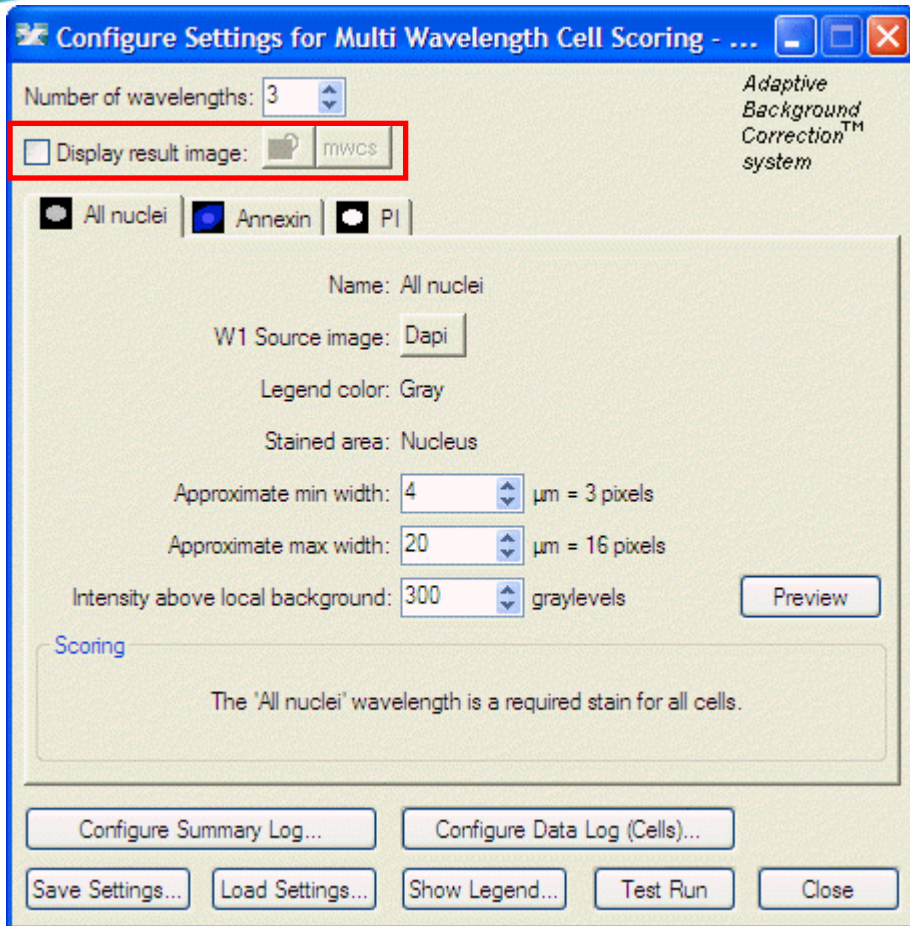 Configure Settings for Multi Wavelength Cell Scoring - ...
Number of wavelengths: 3
Adaptive
Background
Correction™
system
Display result image: mwcs
All nuclei Annexin PI
Name: All nuclei
W1 Source image: Dapi
Legend color: Gray
Stained area: Nucleus
Approximate min width: 4 µm = 3 pixels
Approximate max width: 20 µm = 16 pixels
Intensity above local background: 300 graylevels Preview
Scoring
The 'All nuclei' wavelength is a required stain for all cells.
Configure Summary Log... Configure Data Log (Cells)...
Save Settings... Load Settings... Show Legend... Test Run Close